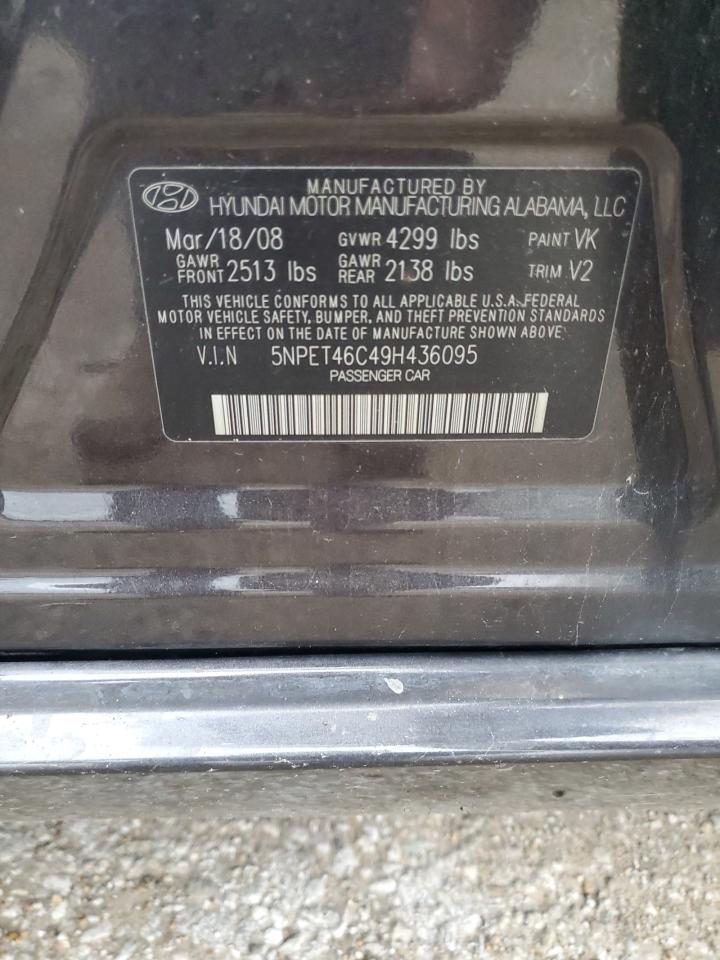 MANUFACTURED BY
HYUNDAI MOTOR MANUFACTURING ALABAMA, LLC
Mar/18/08 GVWR 4299 lbs PAINT VK
GAWR FRONT 2513 lbs GAWR REAR 2138 lbs TRIM V2
THIS VEHICLE CONFORMS TO ALL APPLICABLE U.S.A. FEDERAL
MOTOR VEHICLE SAFETY, BUMPER, AND THEFT PREVENTION STANDARDS
IN EFFECT ON THE DATE OF MANUFACTURE SHOWN ABOVE
V.I.N 5NPET46C49H436095
PASSENGER CAR